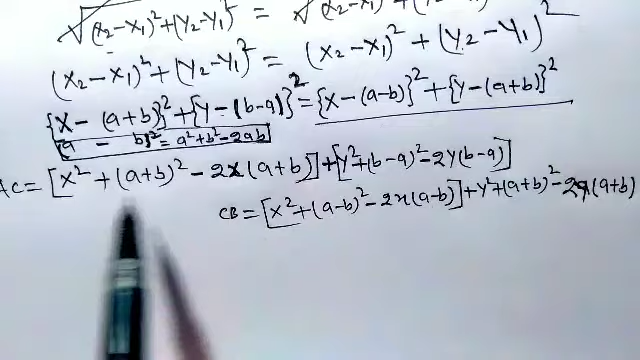 √(x₂-x₁)²+(y₂-y₁)² = √(x₂-x₁)²+(y₂-y₁)²
(x₂-x₁)²+(y₂-y₁)² = (x₂-x₁)²+(y₂-y₁)²
{x-(a+b)}²+{y-(b-a)}²={x-(a-b)}²+{y-(a+b)}²
(a - b)²=a²+b²-2ab
AC=[x²+(a+b)²-2x(a+b)]+[y²+(b-a)²-2y(b-a)]
CB=[x²+(a-b)²-2x(a-b)]+y²+(a+b)²-2y(a+b)